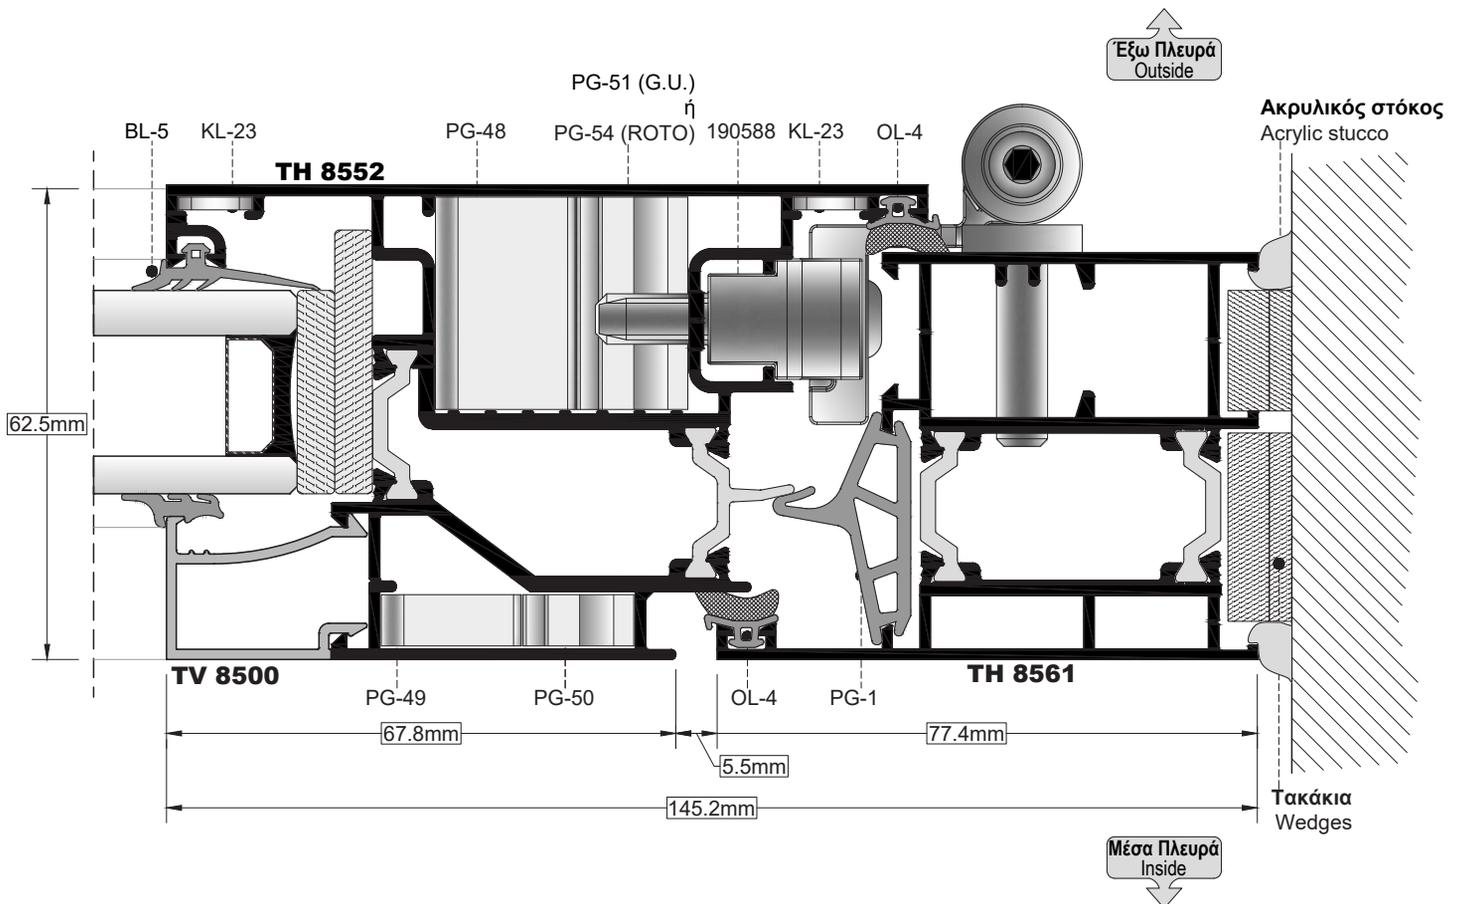 Έξω Πλευρά
Outside
PG-51 (G.U.)
ή
BL-5 KL-23 PG-48 PG-54 (ROTO) 190588 KL-23 OL-4
Ακρυλικός στόκος
Acrylic stucco
TH 8552
62.5mm
TV 8500
TH 8561
PG-49 PG-50 OL-4 PG-1
67.8mm 77.4mm
5.5mm
145.2mm
Τακάκια
Wedges
Μέσα Πλευρά
Inside